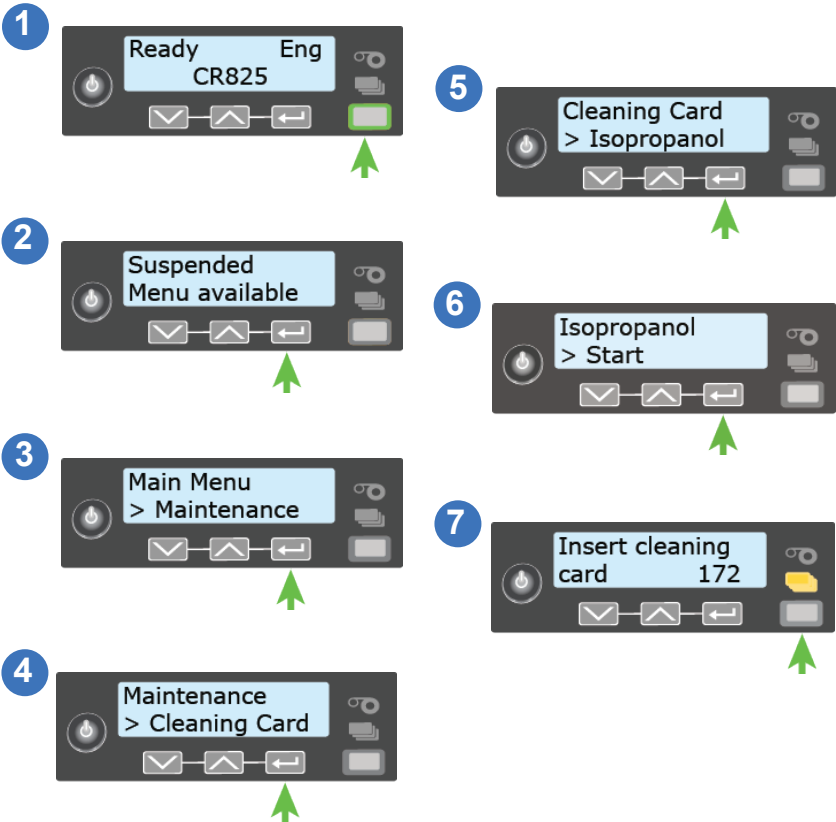 1
Ready Eng
CR825
2
Suspended
Menu available
3
Main Menu
> Maintenance
4
Maintenance
> Cleaning Card
5
Cleaning Card
> Isopropanol
6
Isopropanol
> Start
7
Insert cleaning
card 172